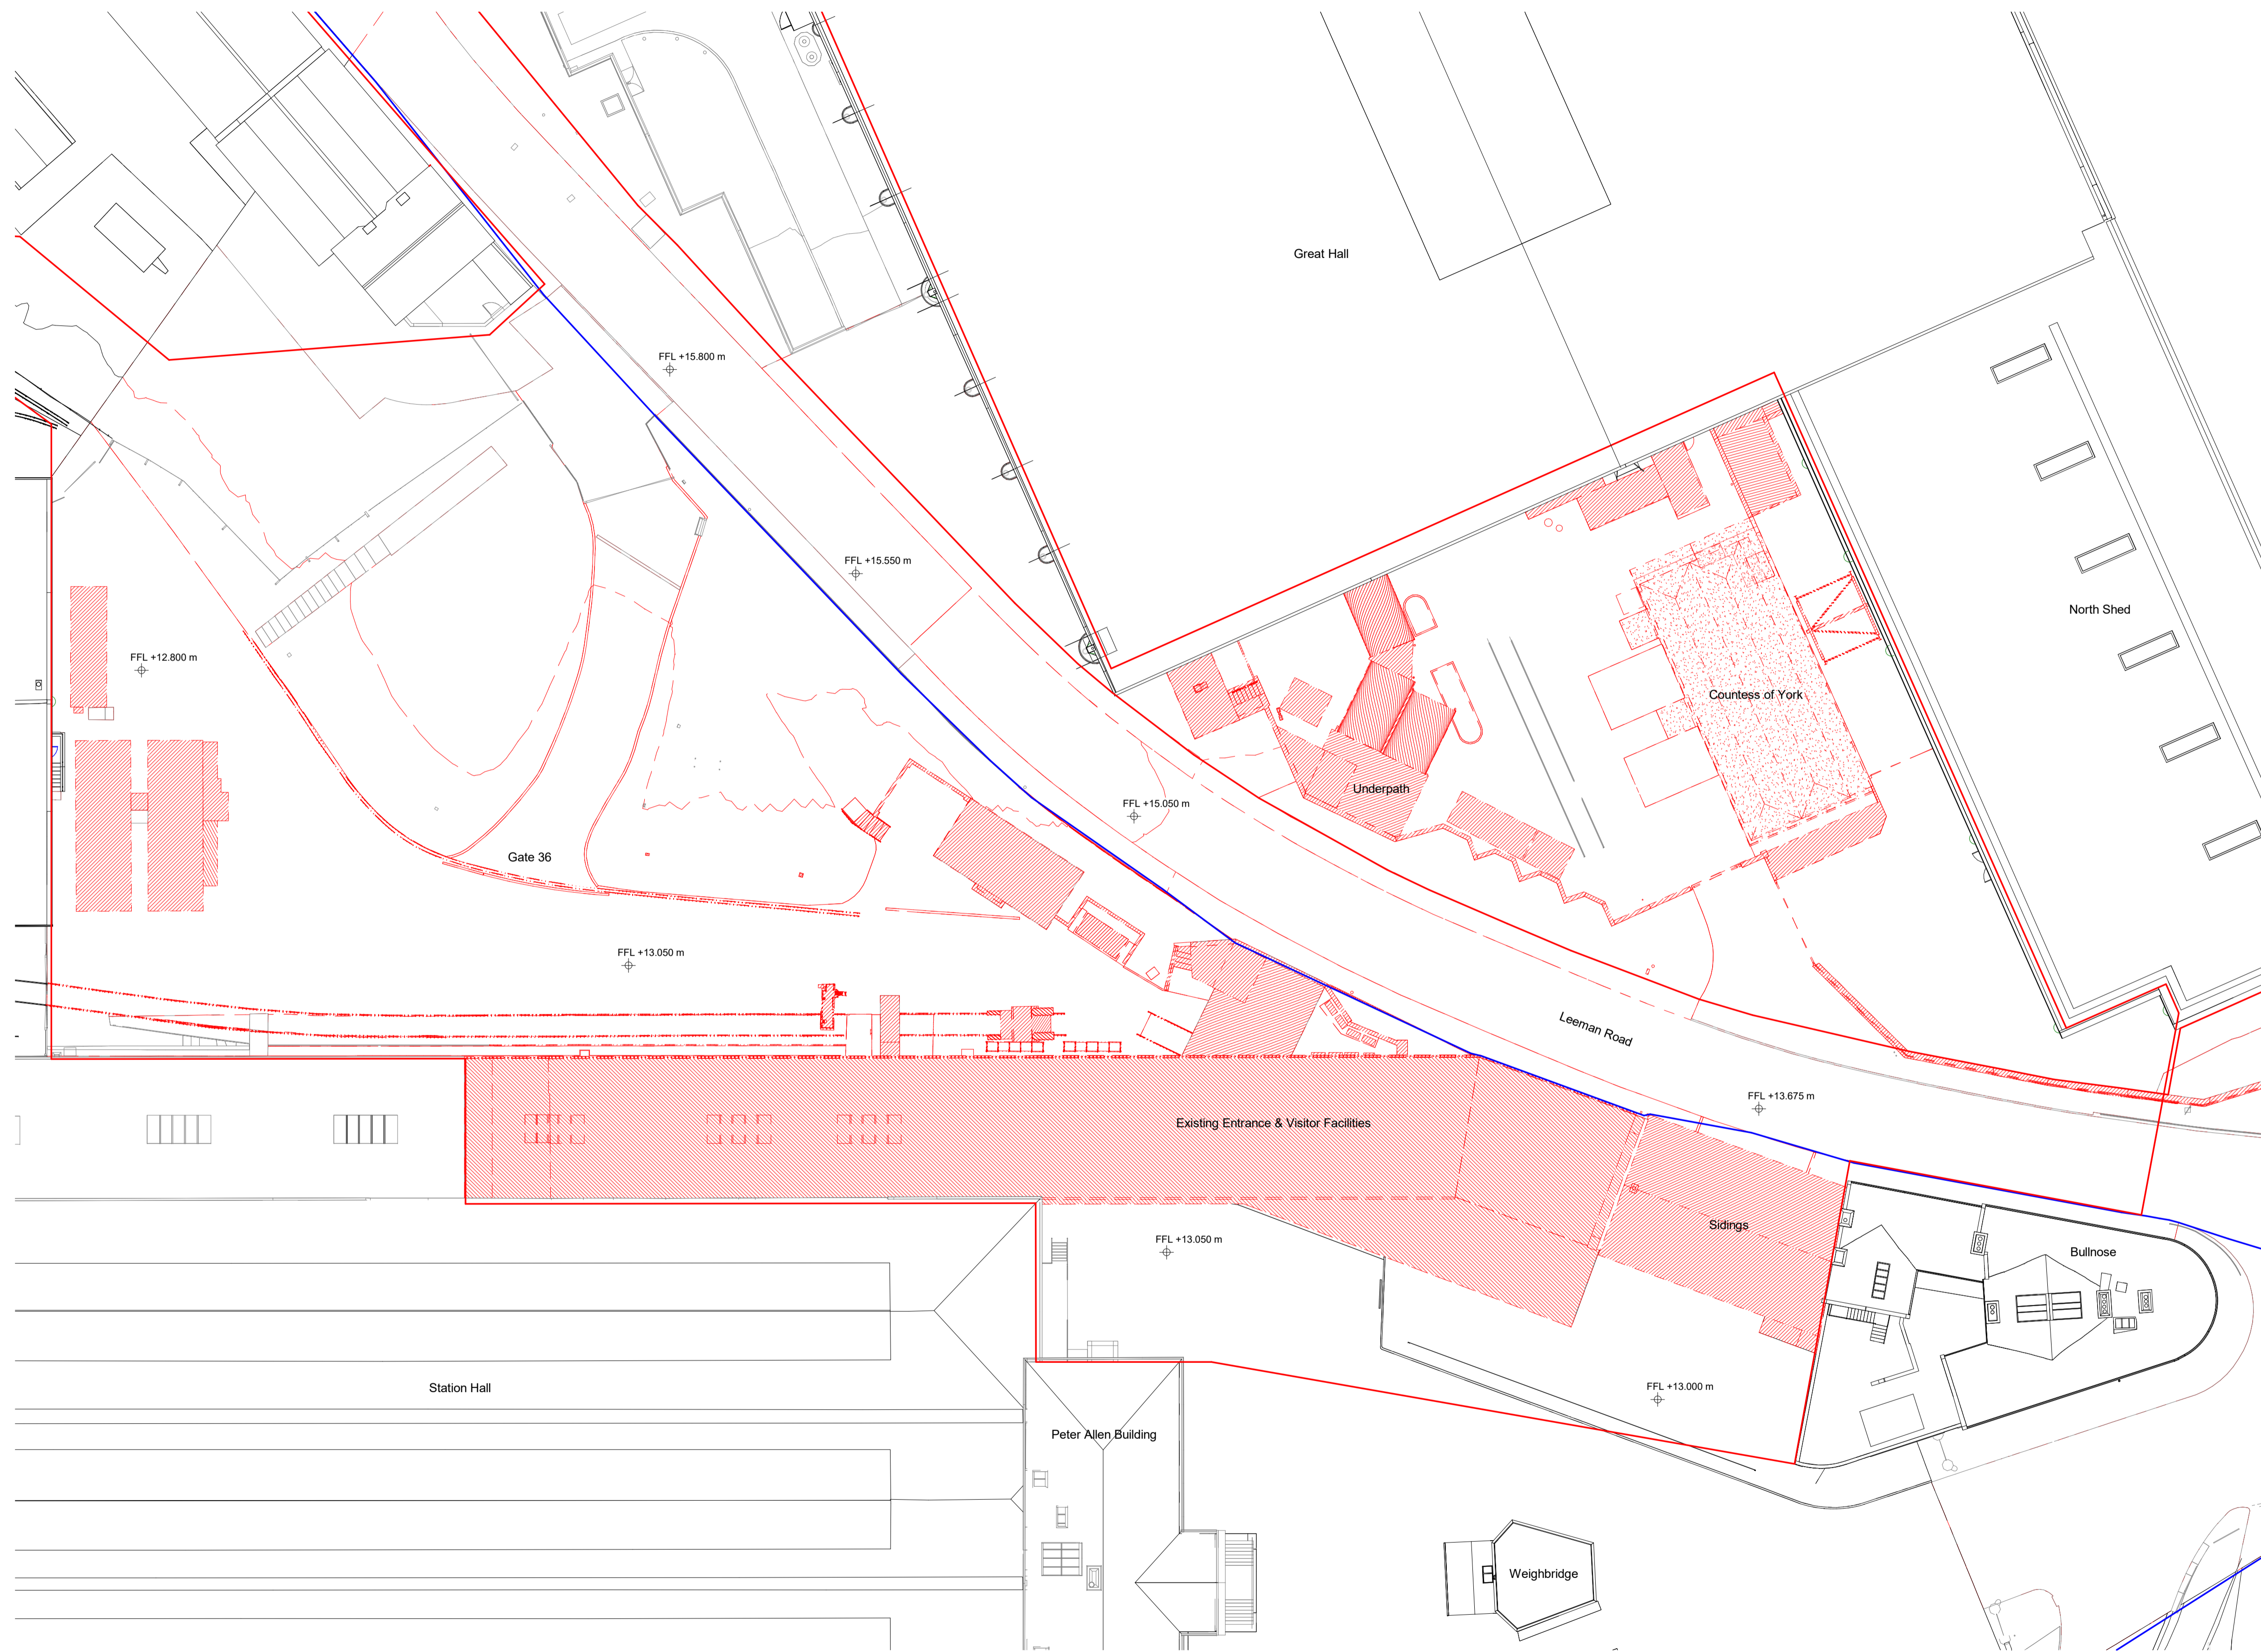 Great Hall
FFL +15.800 m
FFL +15.550 m
North Shed
FFL +12.800 m
Countess of York
Underpath
FFL +15.050 m
Gate 36
FFL +13.050 m
Leeman Road
FFL +13.675 m
Existing Entrance & Visitor Facilities
Sidings
FFL +13.050 m
Bullnose
Station Hall
FFL +13.000 m
Peter Allen Building
Weighbridge